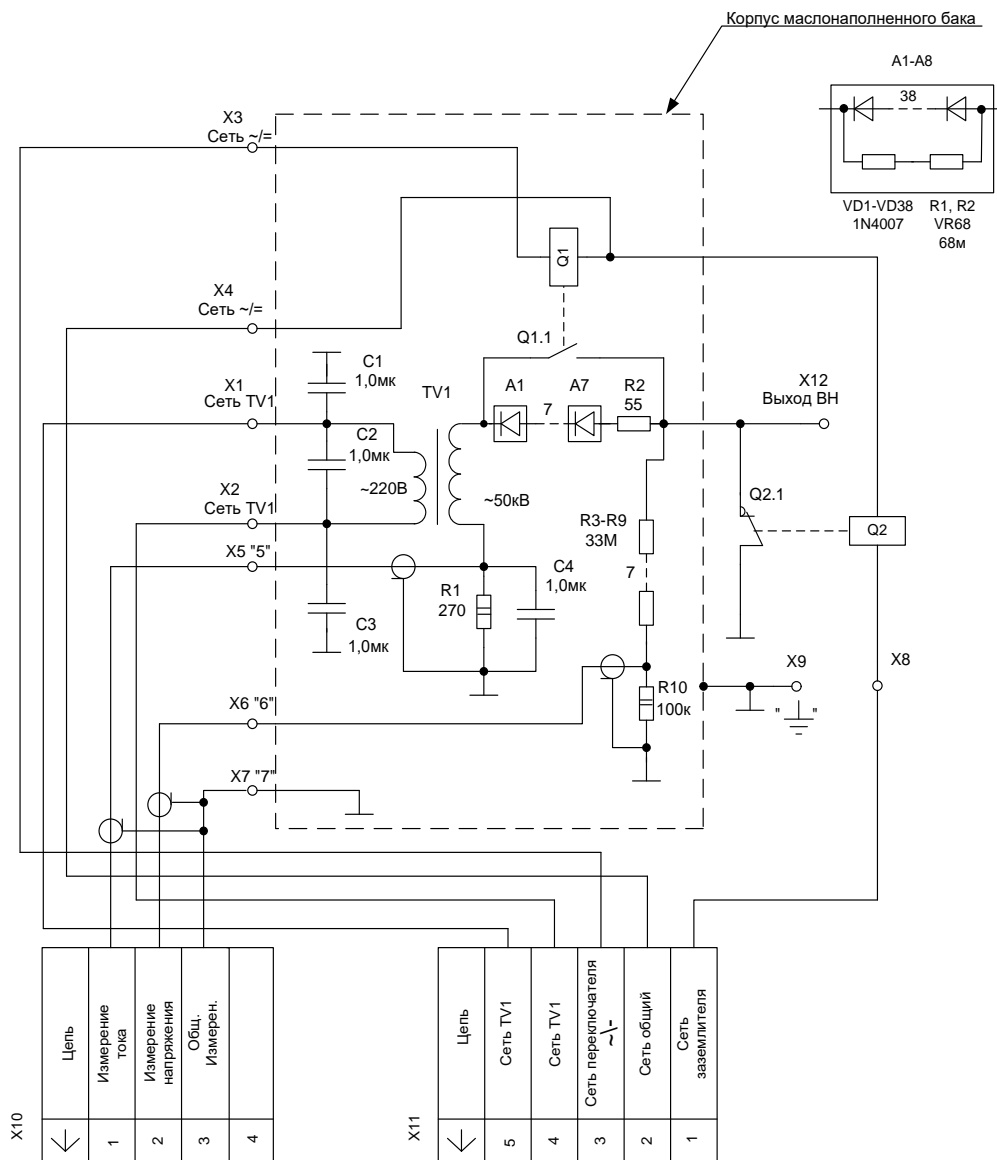 Корпус маслонаполненного бака
A1-A8
38
VD1-VD38
1N4007
R1, R2
VR68
68м
X3
Сеть ~/=
Q1
X4
Сеть ~/=
Q1.1
C1
1,0мк
X1
Сеть TV1
TV1
A1
7
A7
R2
55
X12
Выход ВН
C2
1,0мк
~220В
~50кВ
X2
Сеть TV1
Q2.1
Q2
R3-R9
33М
7
X5 "5"
R1
270
C4
1,0мк
C3
1,0мк
X9
" "
X8
R10
100к
X6 "6"
X7 "7"
X10
Цепь
Измерение
тока
1
Измерение
напряжения
2
Общ.
Измерен.
3
4
X11
Цепь
Сеть TV1
5
Сеть TV1
4
Сеть переключателя
~\-
3
Сеть общий
2
Сеть
заземлителя
1